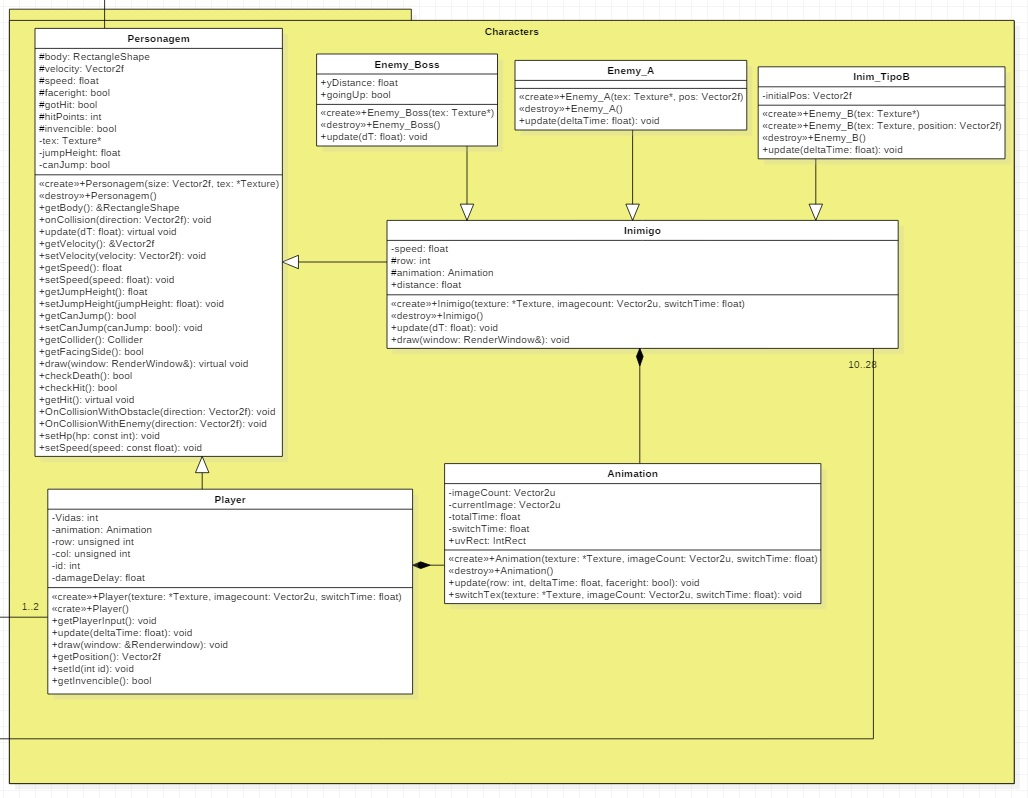 Characters
Personagem
#body: RectangleShape
#velocity: Vector2f
#speed: float
#faceright: bool
#gotHit: bool
#hitPoints: int
#invencible: bool
-tex: Texture*
-jumpHeight: float
-canJump: bool
«create»+Personagem(size: Vector2f, tex: *Texture)
«destroy»+Personagem()
+getBody(): &RectangleShape
+onCollision(direction: Vector2f): void
+update(dT: float): virtual void
+getVelocity(): &Vector2f
+setVelocity(velocity: Vector2f): void
+getSpeed(): float
+setSpeed(speed: float): void
+getJumpHeight(): float
+setJumpHeight(jumpHeight: float): void
+getCanJump(): bool
+setCanJump(canJump: bool): void
+getCollider(): Collider
+getFacingSide(): bool
+draw(window: RenderWindow&): virtual void
+checkDeath(): bool
+checkHit(): bool
+getHit(): virtual void
+OnCollisionWithObstacle(direction: Vector2f): void
+OnCollisionWithEnemy(direction: Vector2f): void
+setHp(hp: const int): void
+setSpeed(speed: const float): void
Enemy_Boss
+yDistance: float
+goingUp: bool
«create»+Enemy_Boss(tex: Texture*)
«destroy»+Enemy_Boss()
+update(dT: float): void
Enemy_A
«create»+Enemy_A(tex: Texture*, pos: Vector2f)
«destroy»+Enemy_A()
+update(deltaTime: float): void
Inim_TipoB
-initialPos: Vector2f
«create»+Enemy_B(tex: Texture*)
«create»+Enemy_B(tex: Texture, position: Vector2f)
«destroy»+Enemy_B()
+update(deltaTime: float): void
Inimigo
-speed: float
#row: int
#animation: Animation
+distance: float
«create»+Inimigo(texture: *Texture, imagecount: Vector2u, switchTime: float)
«destroy»+Inimigo()
+update(dT: float): void
+draw(window: RenderWindow&): void
10..28
Player
-Vidas: int
-animation: Animation
-row: unsigned int
-col: unsigned int
-id: int
-damageDelay: float
«create»+Player(texture: *Texture, imagecount: Vector2u, switchTime: float)
«crate»+Player()
+getPlayerInput(): void
+update(deltaTime: float): void
+draw(window: &Renderwindow): void
+getPosition(): Vector2f
+setId(int id): void
+getInvencible(): bool
1..2
Animation
-imageCount: Vector2u
-currentImage: Vector2u
-totalTime: float
-switchTime: float
+uvRect: IntRect
«create»+Animation(texture: *Texture, imageCount: Vector2u, switchTime: float)
«destroy»+Animation()
+update(row: int, deltaTime: float, faceright: bool): void
+switchTex(texture: *Texture, imageCount: Vector2u, switchTime: float): void